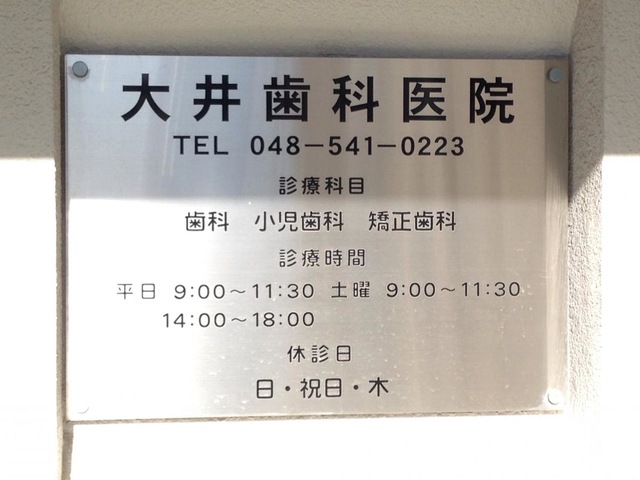 大井歯科医院
TEL 048-541-0223
診療科目
歯科 小児歯科 矯正歯科
診療時間
平日 9:00〜11:30 土曜 9:00〜11:30
14:00〜18:00
休診日
日・祝日・木